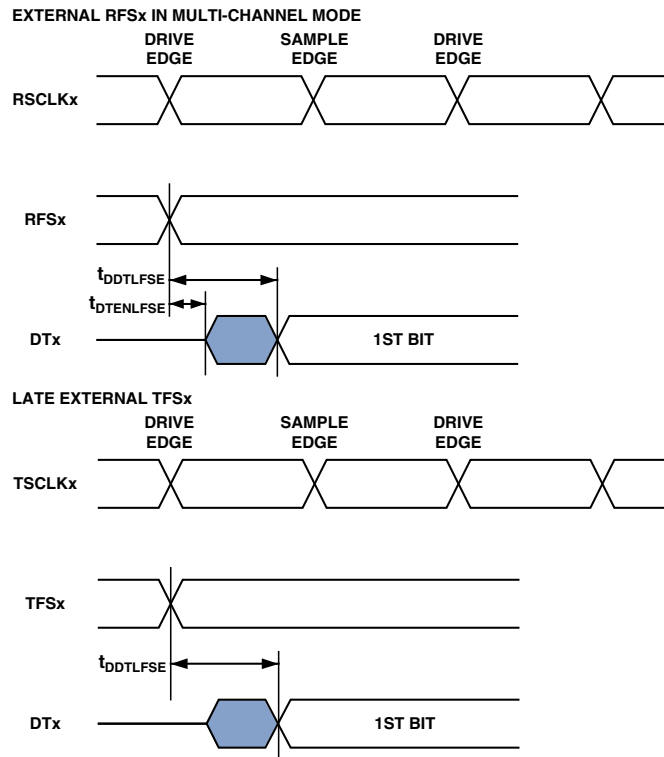 EXTERNAL RFSx IN MULTI-CHANNEL MODE
DRIVE EDGE
SAMPLE EDGE
DRIVE EDGE
RSCLKx
RFSx
tDDTLFSE
tDTENLFSE
DTx
1ST BIT
LATE EXTERNAL TFSx
DRIVE EDGE
SAMPLE EDGE
DRIVE EDGE
TSCLKx
TFSx
tDDTLFSE
DTx
1ST BIT